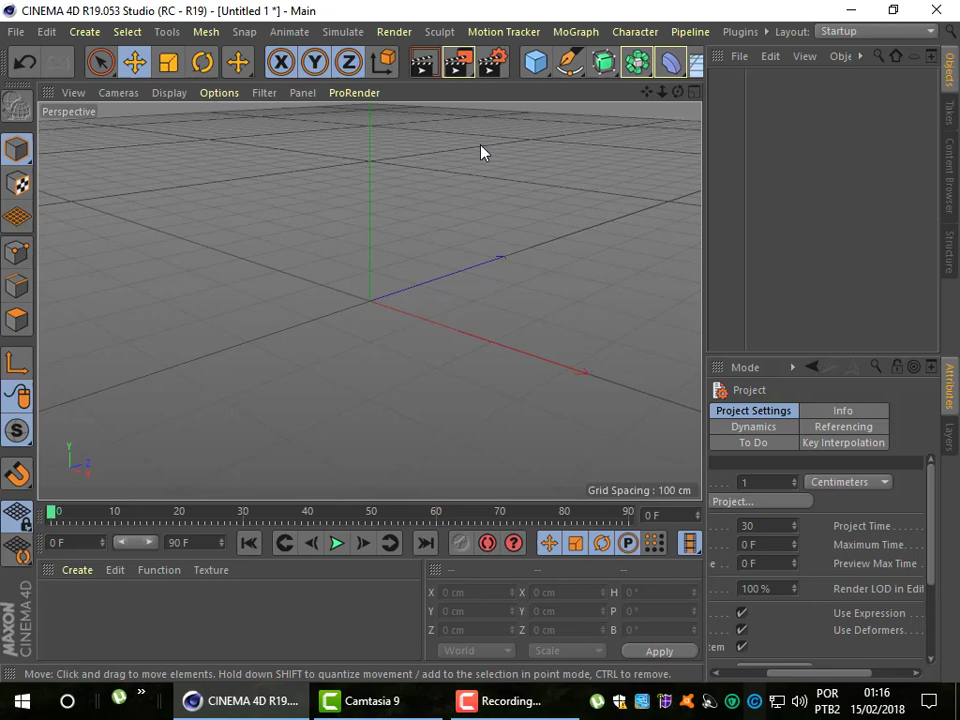 CINEMA 4D R19.053 Studio (RC - R19) - [Untitled 1 *] - Main
File Edit Create Select Tools Mesh Snap Animate Simulate Render Sculpt Motion Tracker MoGraph Character Pipeline Plugins Layout: Startup
X Y Z
File Edit View Obje
View Cameras Display Options Filter Panel ProRender
Perspective
Objects
Takes
Content Browser
Structure
Mode
Attributes
Layers
Project
Project Settings Info
Dynamics Referencing
To Do Key Interpolation
.... 1 Centimeters
Project...
.... 30 Project Time
.... 0 F Maximum Time
e 0 F Preview Max Time
.... 100 % Render LOD in Edit
.... Use Expression
.... Use Deformers
tem
Y
Z
X
Grid Spacing : 100 cm
0 10 20 30 40 50 60 70 80 90 0 F
0 F 90 F
P
S
Create Edit Function Texture
-- -- --
X 0 cm X 0 cm H 0 °
Y 0 cm Y 0 cm P 0 °
Z 0 cm Z 0 cm B 0 °
World Scale Apply
MAXON
CINEMA 4D
Move: Click and drag to move elements. Hold down SHIFT to quantize movement / add to the selection in point mode, CTRL to remove.
CINEMA 4D R19.... Camtasia 9 Recording...
POR
PTB2
01:16
15/02/2018